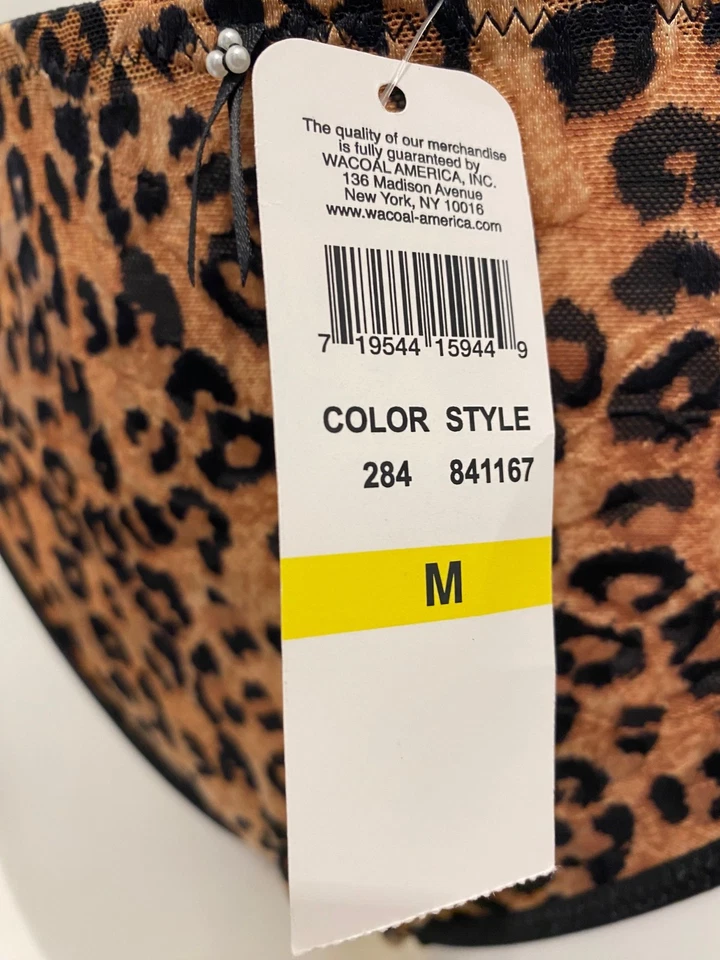 The quality of our merchandise
is fully guaranteed by
WACOAL AMERICA, INC.
136 Madison Avenue
New York, NY 10016
www.wacoal-america.com
7 19544 15944 9
COLOR STYLE
284 841167
M